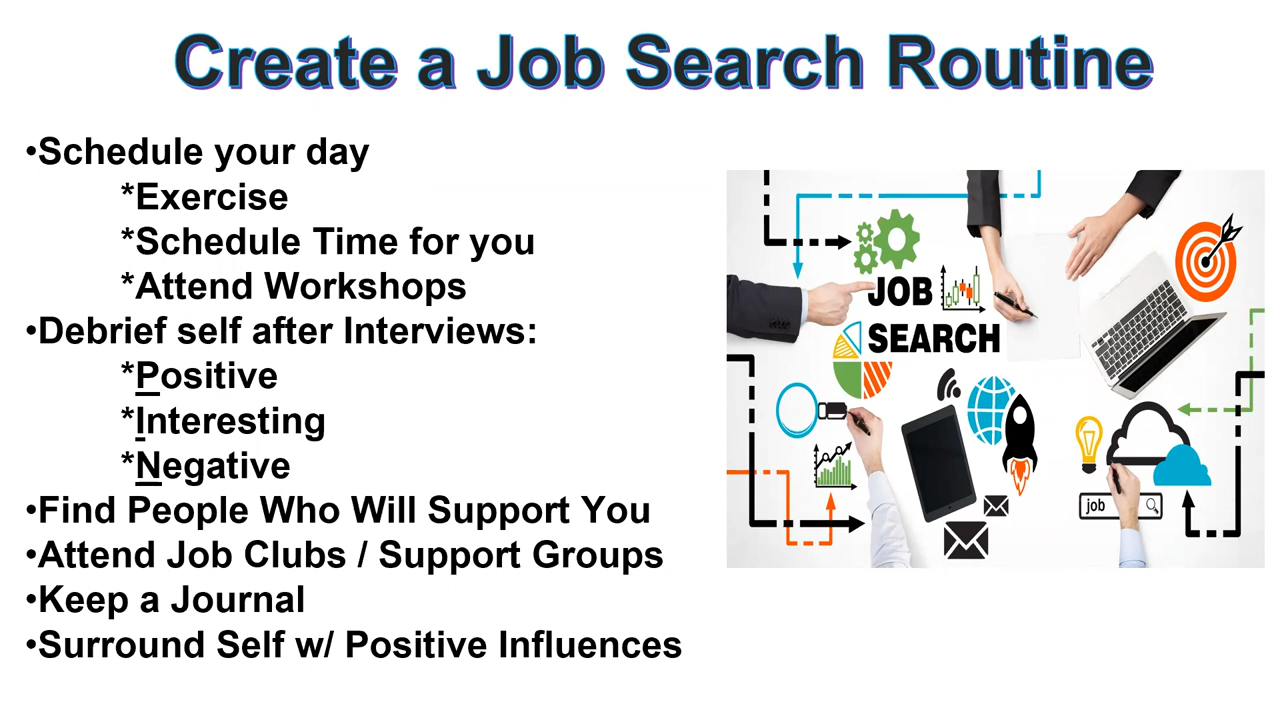 Create a Job Search Routine
•Schedule your day
*Exercise
*Schedule Time for you
*Attend Workshops
•Debrief self after Interviews:
*Positive
*Interesting
*Negative
•Find People Who Will Support You
•Attend Job Clubs / Support Groups
•Keep a Journal
•Surround Self w/ Positive Influences
JOB
SEARCH
job